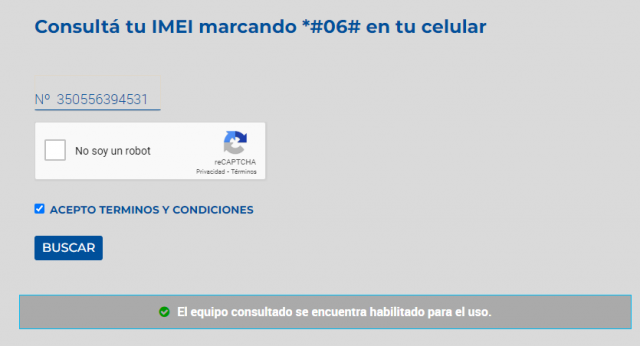 Consultá tu IMEI marcando *#06# en tu celular
Nº 350556394531
No soy un robot
reCAPTCHA
Privacidad - Términos
ACEPTO TERMINOS Y CONDICIONES
BUSCAR
El equipo consultado se encuentra habilitado para el uso.